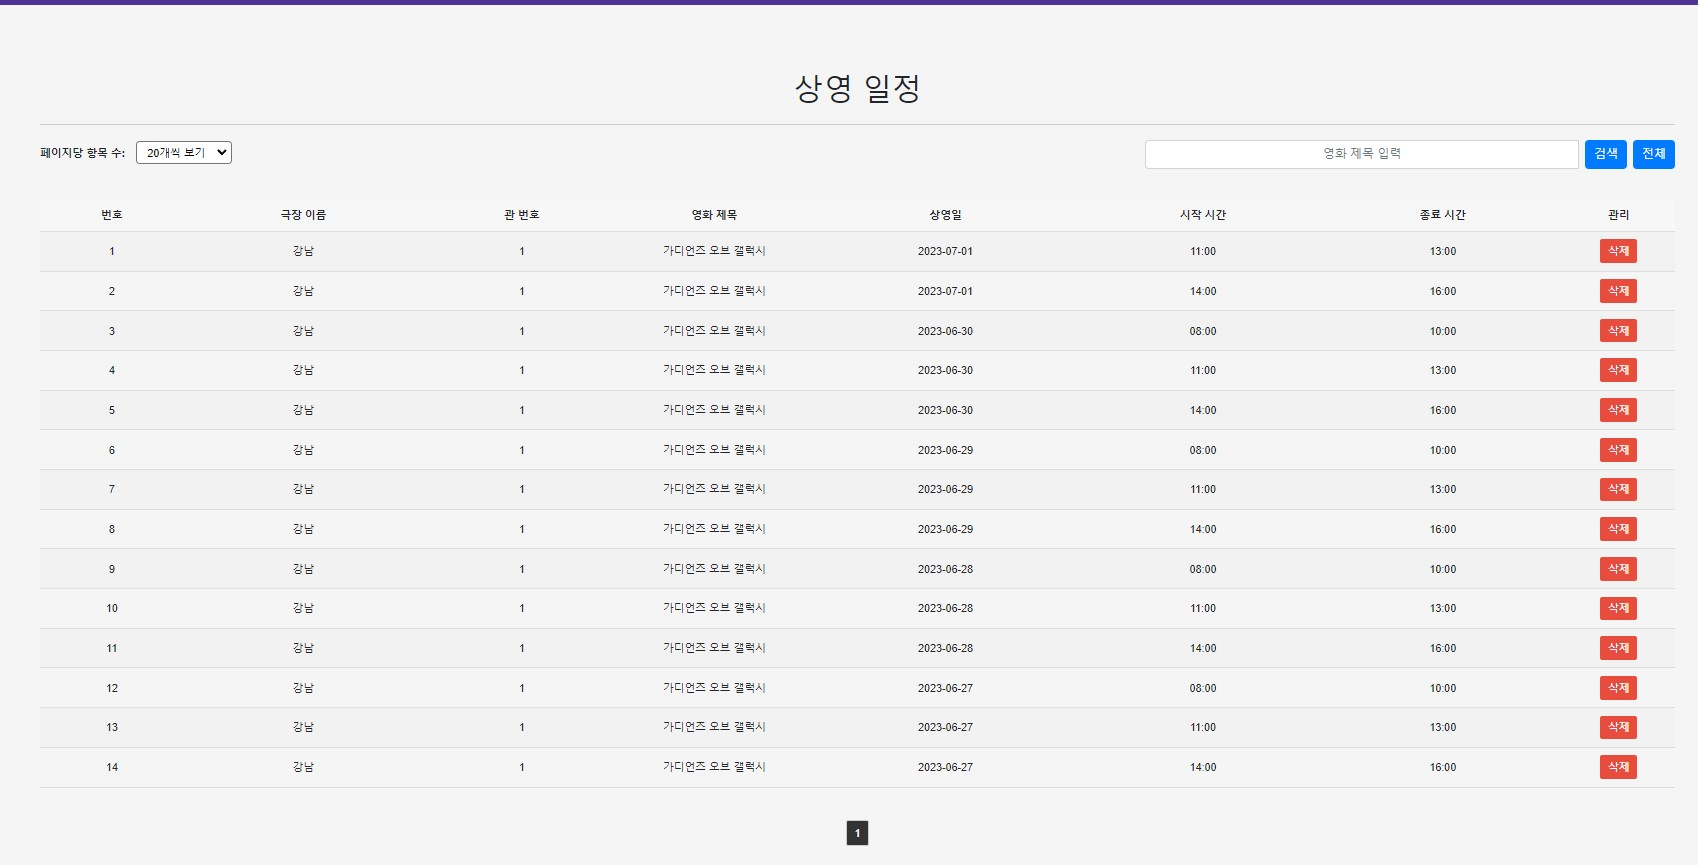 상영 일정
페이지당 항목 수: 20개씩 보기 영화 제목 입력 검색 전체
번호 극장 이름 관 번호 영화 제목 상영일 시작 시간 종료 시간 관리
1 강남 1 가디언즈 오브 갤럭시 2023-07-01 11:00 13:00 삭제
2 강남 1 가디언즈 오브 갤럭시 2023-07-01 14:00 16:00 삭제
3 강남 1 가디언즈 오브 갤럭시 2023-06-30 08:00 10:00 삭제
4 강남 1 가디언즈 오브 갤럭시 2023-06-30 11:00 13:00 삭제
5 강남 1 가디언즈 오브 갤럭시 2023-06-30 14:00 16:00 삭제
6 강남 1 가디언즈 오브 갤럭시 2023-06-29 08:00 10:00 삭제
7 강남 1 가디언즈 오브 갤럭시 2023-06-29 11:00 13:00 삭제
8 강남 1 가디언즈 오브 갤럭시 2023-06-29 14:00 16:00 삭제
9 강남 1 가디언즈 오브 갤럭시 2023-06-28 08:00 10:00 삭제
10 강남 1 가디언즈 오브 갤럭시 2023-06-28 11:00 13:00 삭제
11 강남 1 가디언즈 오브 갤럭시 2023-06-28 14:00 16:00 삭제
12 강남 1 가디언즈 오브 갤럭시 2023-06-27 08:00 10:00 삭제
13 강남 1 가디언즈 오브 갤럭시 2023-06-27 11:00 13:00 삭제
14 강남 1 가디언즈 오브 갤럭시 2023-06-27 14:00 16:00 삭제
1